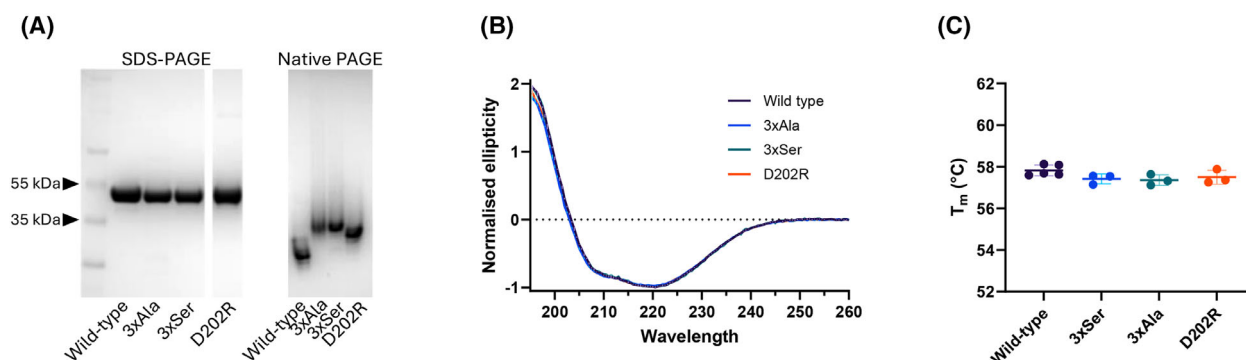 (A)
SDS-PAGE
Native PAGE
55 kDa
35 kDa
Wild-type
3xAla
3xSer
D202R
Wild-type
3xAla
3xSer
D202R
(B)
Normalised ellipticity
2
1
0
-1
200
210
220
230
240
250
260
Wavelength
Wild type
3xAla
3xSer
D202R
(C)
Tm (°C)
62
60
58
56
54
52
Wild-type
3xSer
3xAla
D202R